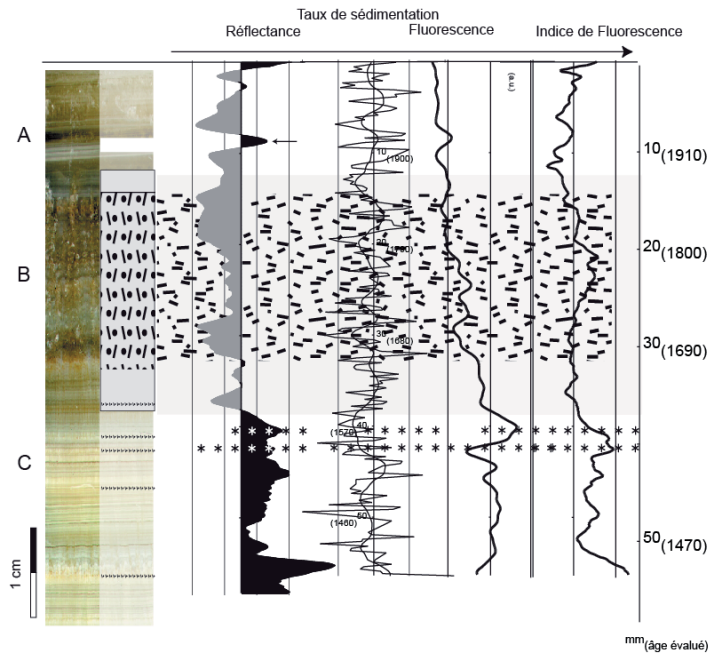 Taux de sédimentation
Réflectance
Fluorescence
Indice de Fluorescence
(u.a.)
A
B
C
1 cm
10
(1900)
20
(1790)
30
(1680)
40
(1570)
50
(1460)
10(1910)
20(1800)
30(1690)
50(1470)
mm(âge évalué)